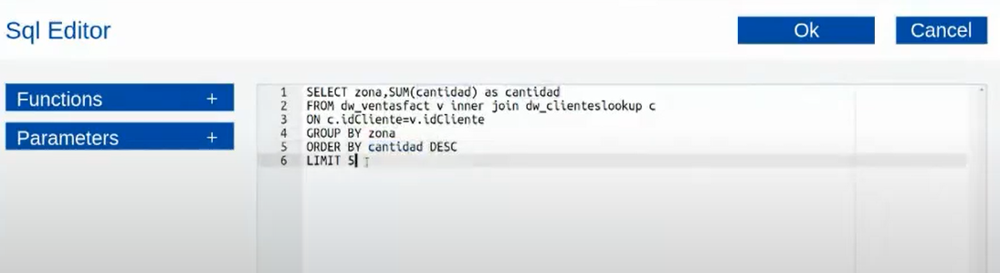 Sql Editor
Ok
Cancel
Functions +
Parameters +
1 SELECT zona,SUM(cantidad) as cantidad
2 FROM dw_ventasfact v inner join dw_clienteslookup c
3 ON c.idCliente=v.idCliente
4 GROUP BY zona
5 ORDER BY cantidad DESC
6 LIMIT 5